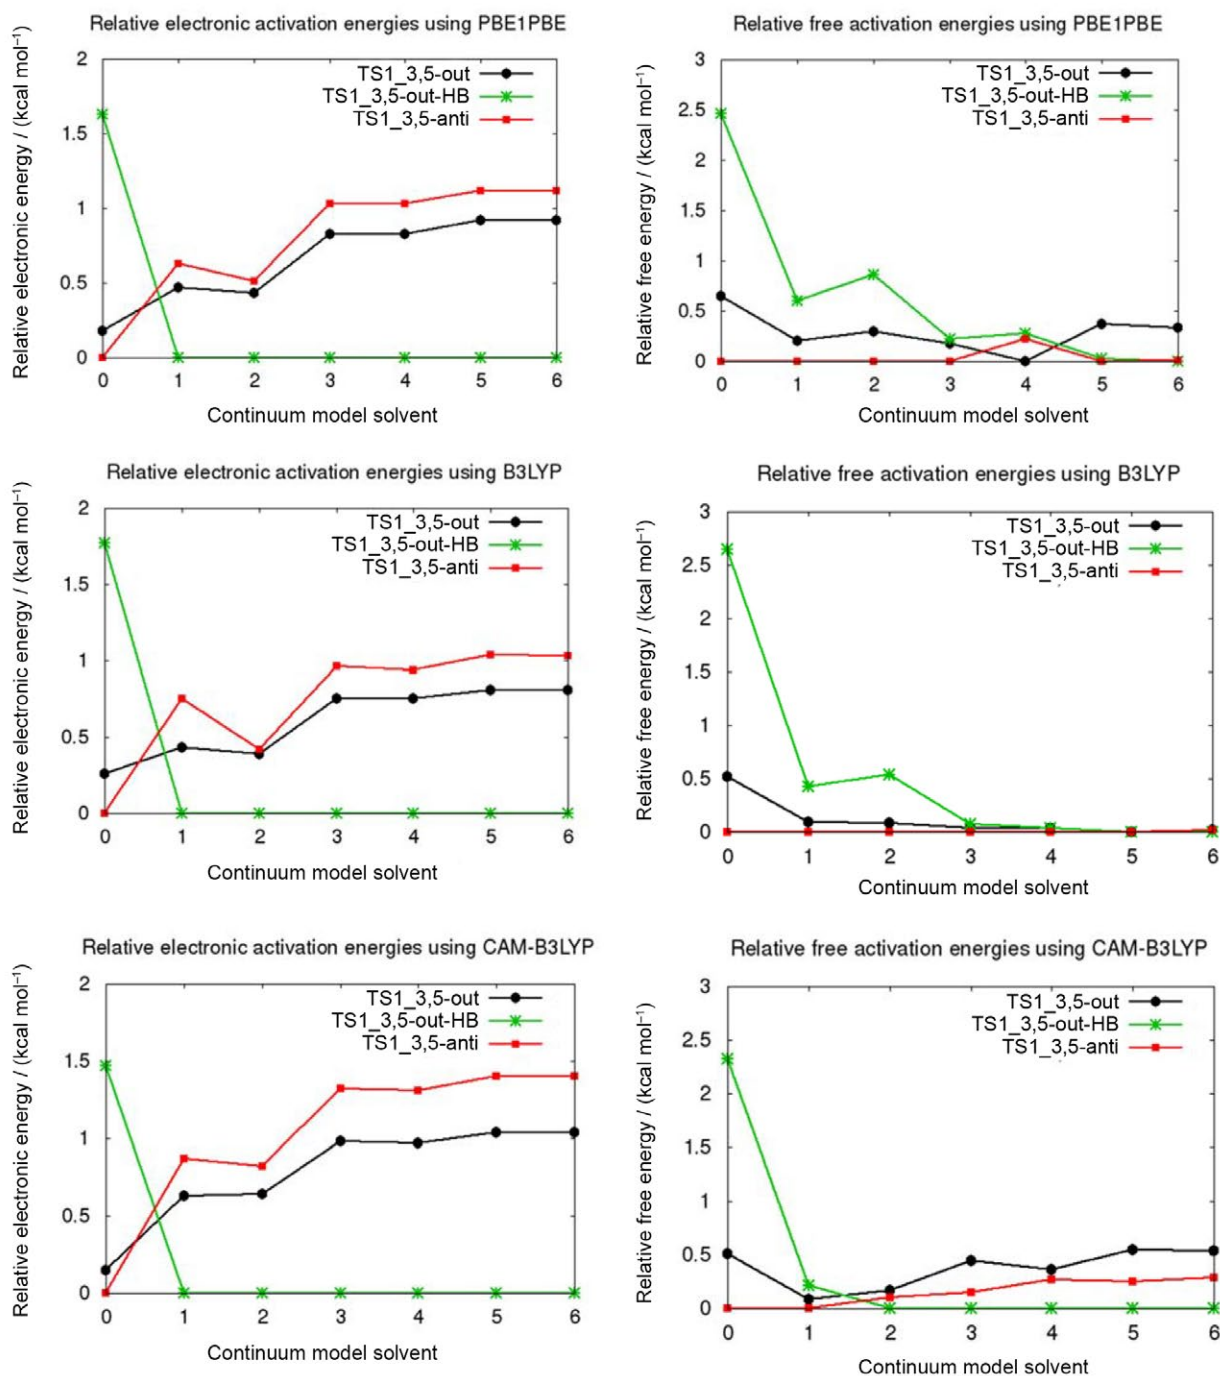 Relative electronic activation energies using PBE1PBE
Relative electronic energy / (kcal mol⁻¹)
2
1.5
1
0.5
0
TS1_3,5-out
TS1_3,5-out-HB
TS1_3,5-anti
0 1 2 3 4 5 6
Continuum model solvent
Relative free activation energies using PBE1PBE
Relative free energy / (kcal mol⁻¹)
3
2.5
2
1.5
1
0.5
0
TS1_3,5-out
TS1_3,5-out-HB
TS1_3,5-anti
0 1 2 3 4 5 6
Continuum model solvent
Relative electronic activation energies using B3LYP
Relative electronic energy / (kcal mol⁻¹)
2
1.5
1
0.5
0
TS1_3,5-out
TS1_3,5-out-HB
TS1_3,5-anti
0 1 2 3 4 5 6
Continuum model solvent
Relative free activation energies using B3LYP
Relative free energy / (kcal mol⁻¹)
3
2.5
2
1.5
1
0.5
0
TS1_3,5-out
TS1_3,5-out-HB
TS1_3,5-anti
0 1 2 3 4 5 6
Continuum model solvent
Relative electronic activation energies using CAM-B3LYP
Relative electronic energy / (kcal mol⁻¹)
2
1.5
1
0.5
0
TS1_3,5-out
TS1_3,5-out-HB
TS1_3,5-anti
0 1 2 3 4 5 6
Continuum model solvent
Relative free activation energies using CAM-B3LYP
Relative free energy / (kcal mol⁻¹)
3
2.5
2
1.5
1
0.5
0
TS1_3,5-out
TS1_3,5-out-HB
TS1_3,5-anti
0 1 2 3 4 5 6
Continuum model solvent